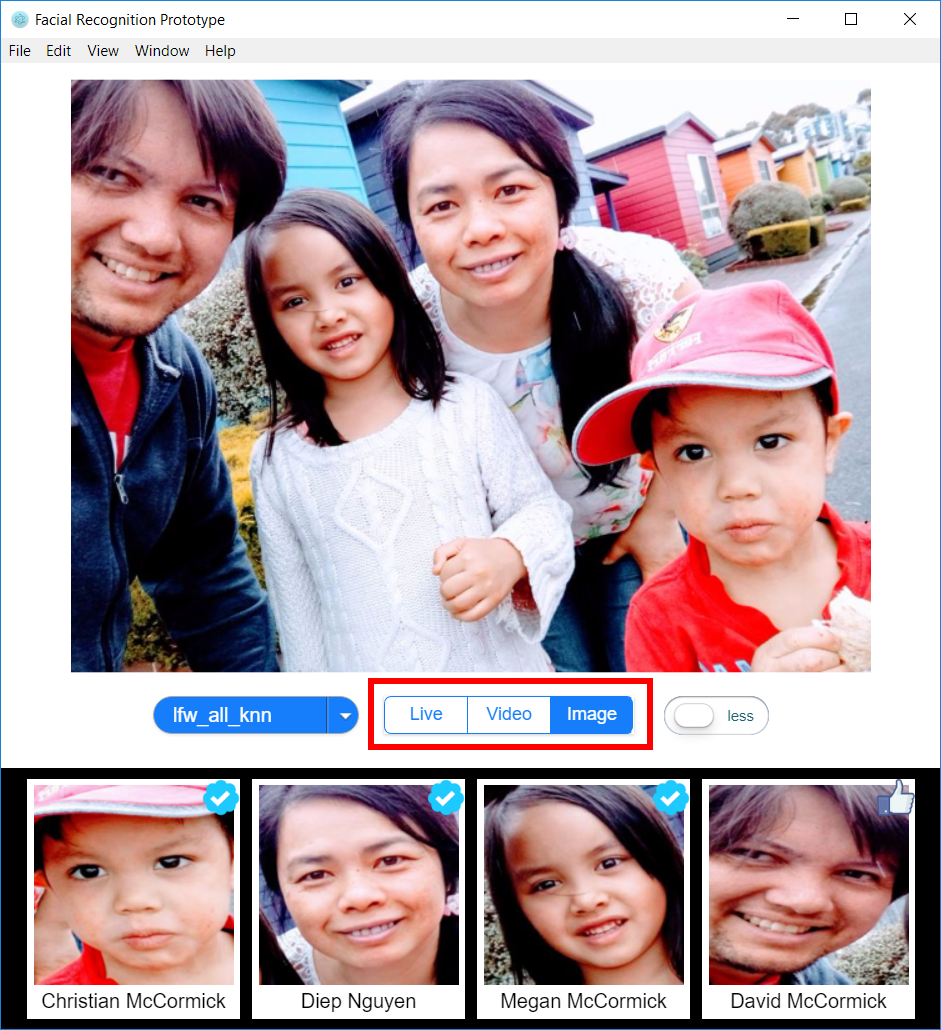 Facial Recognition Prototype
File Edit View Window Help
lfw_all_knn
Live Video Image
less
Christian McCormick
Diep Nguyen
Megan McCormick
David McCormick